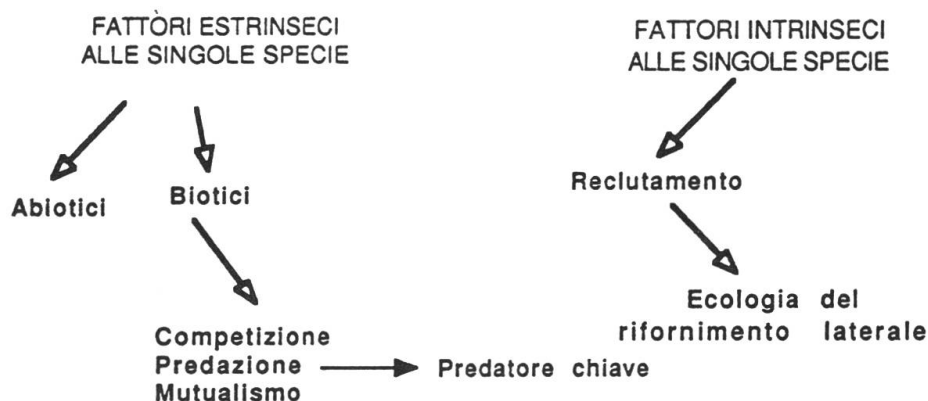 FATTÒRI ESTRINSECI
ALLE SINGOLE SPECIE
FATTORI INTRINSECI
ALLE SINGOLE SPECIE
Abiotici
Biotici
Reclutamento
Competizione
Predazione
Mutualismo
Predatore chiave
Ecologia del
rifornimento laterale